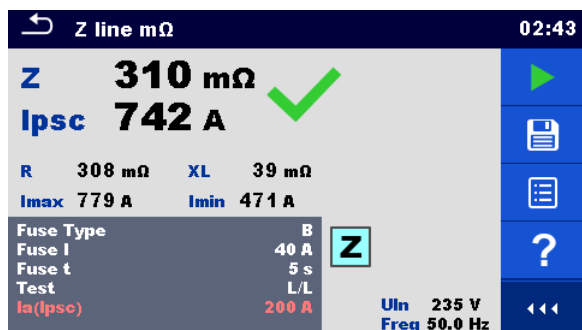 Z line mΩ 02:43
Z 310 mΩ
Ipsc 742 A
R 308 mΩ XL 39 mΩ
Imax 779 A Imin 471 A
Fuse Type B
Fuse I 40 A
Fuse t 5 s
Test L/L
Ia(Ipsc) 200 A
Z
Uln 235 V
Freq 50.0 Hz
?